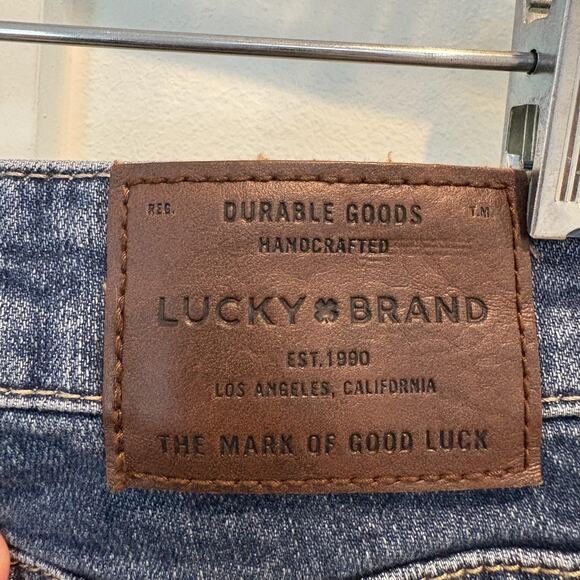 REG. DURABLE GOODS T.M
HANDCRAFTED
LUCKY BRAND
EST. 1990
LOS ANGELES, CALIFORNIA
THE MARK OF GOOD LUCK